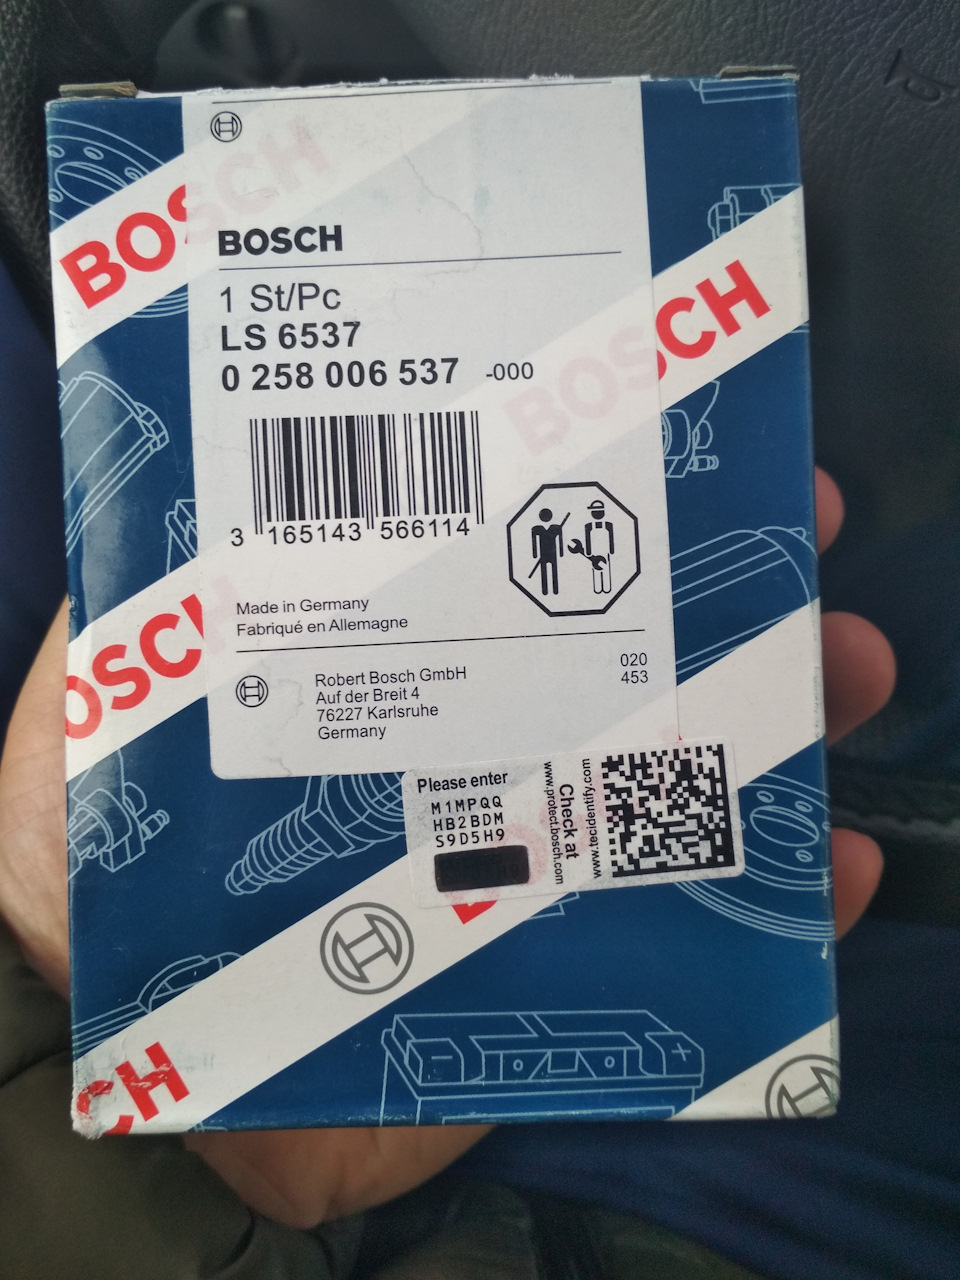 BOSCH
BOSCH
1 St/Pc
LS 6537
0 258 006 537 -000
BOSCH
3 165143 566114
Made in Germany
Fabriqué en Allemagne
OSCH
Robert Bosch GmbH
Auf der Breit 4
76227 Karlsruhe
Germany
020
453
Please enter
M1MPQQ
HB2BDM
S9D5H9
Check at
www.protect.bosch.com
www.tecidentify.com
CH